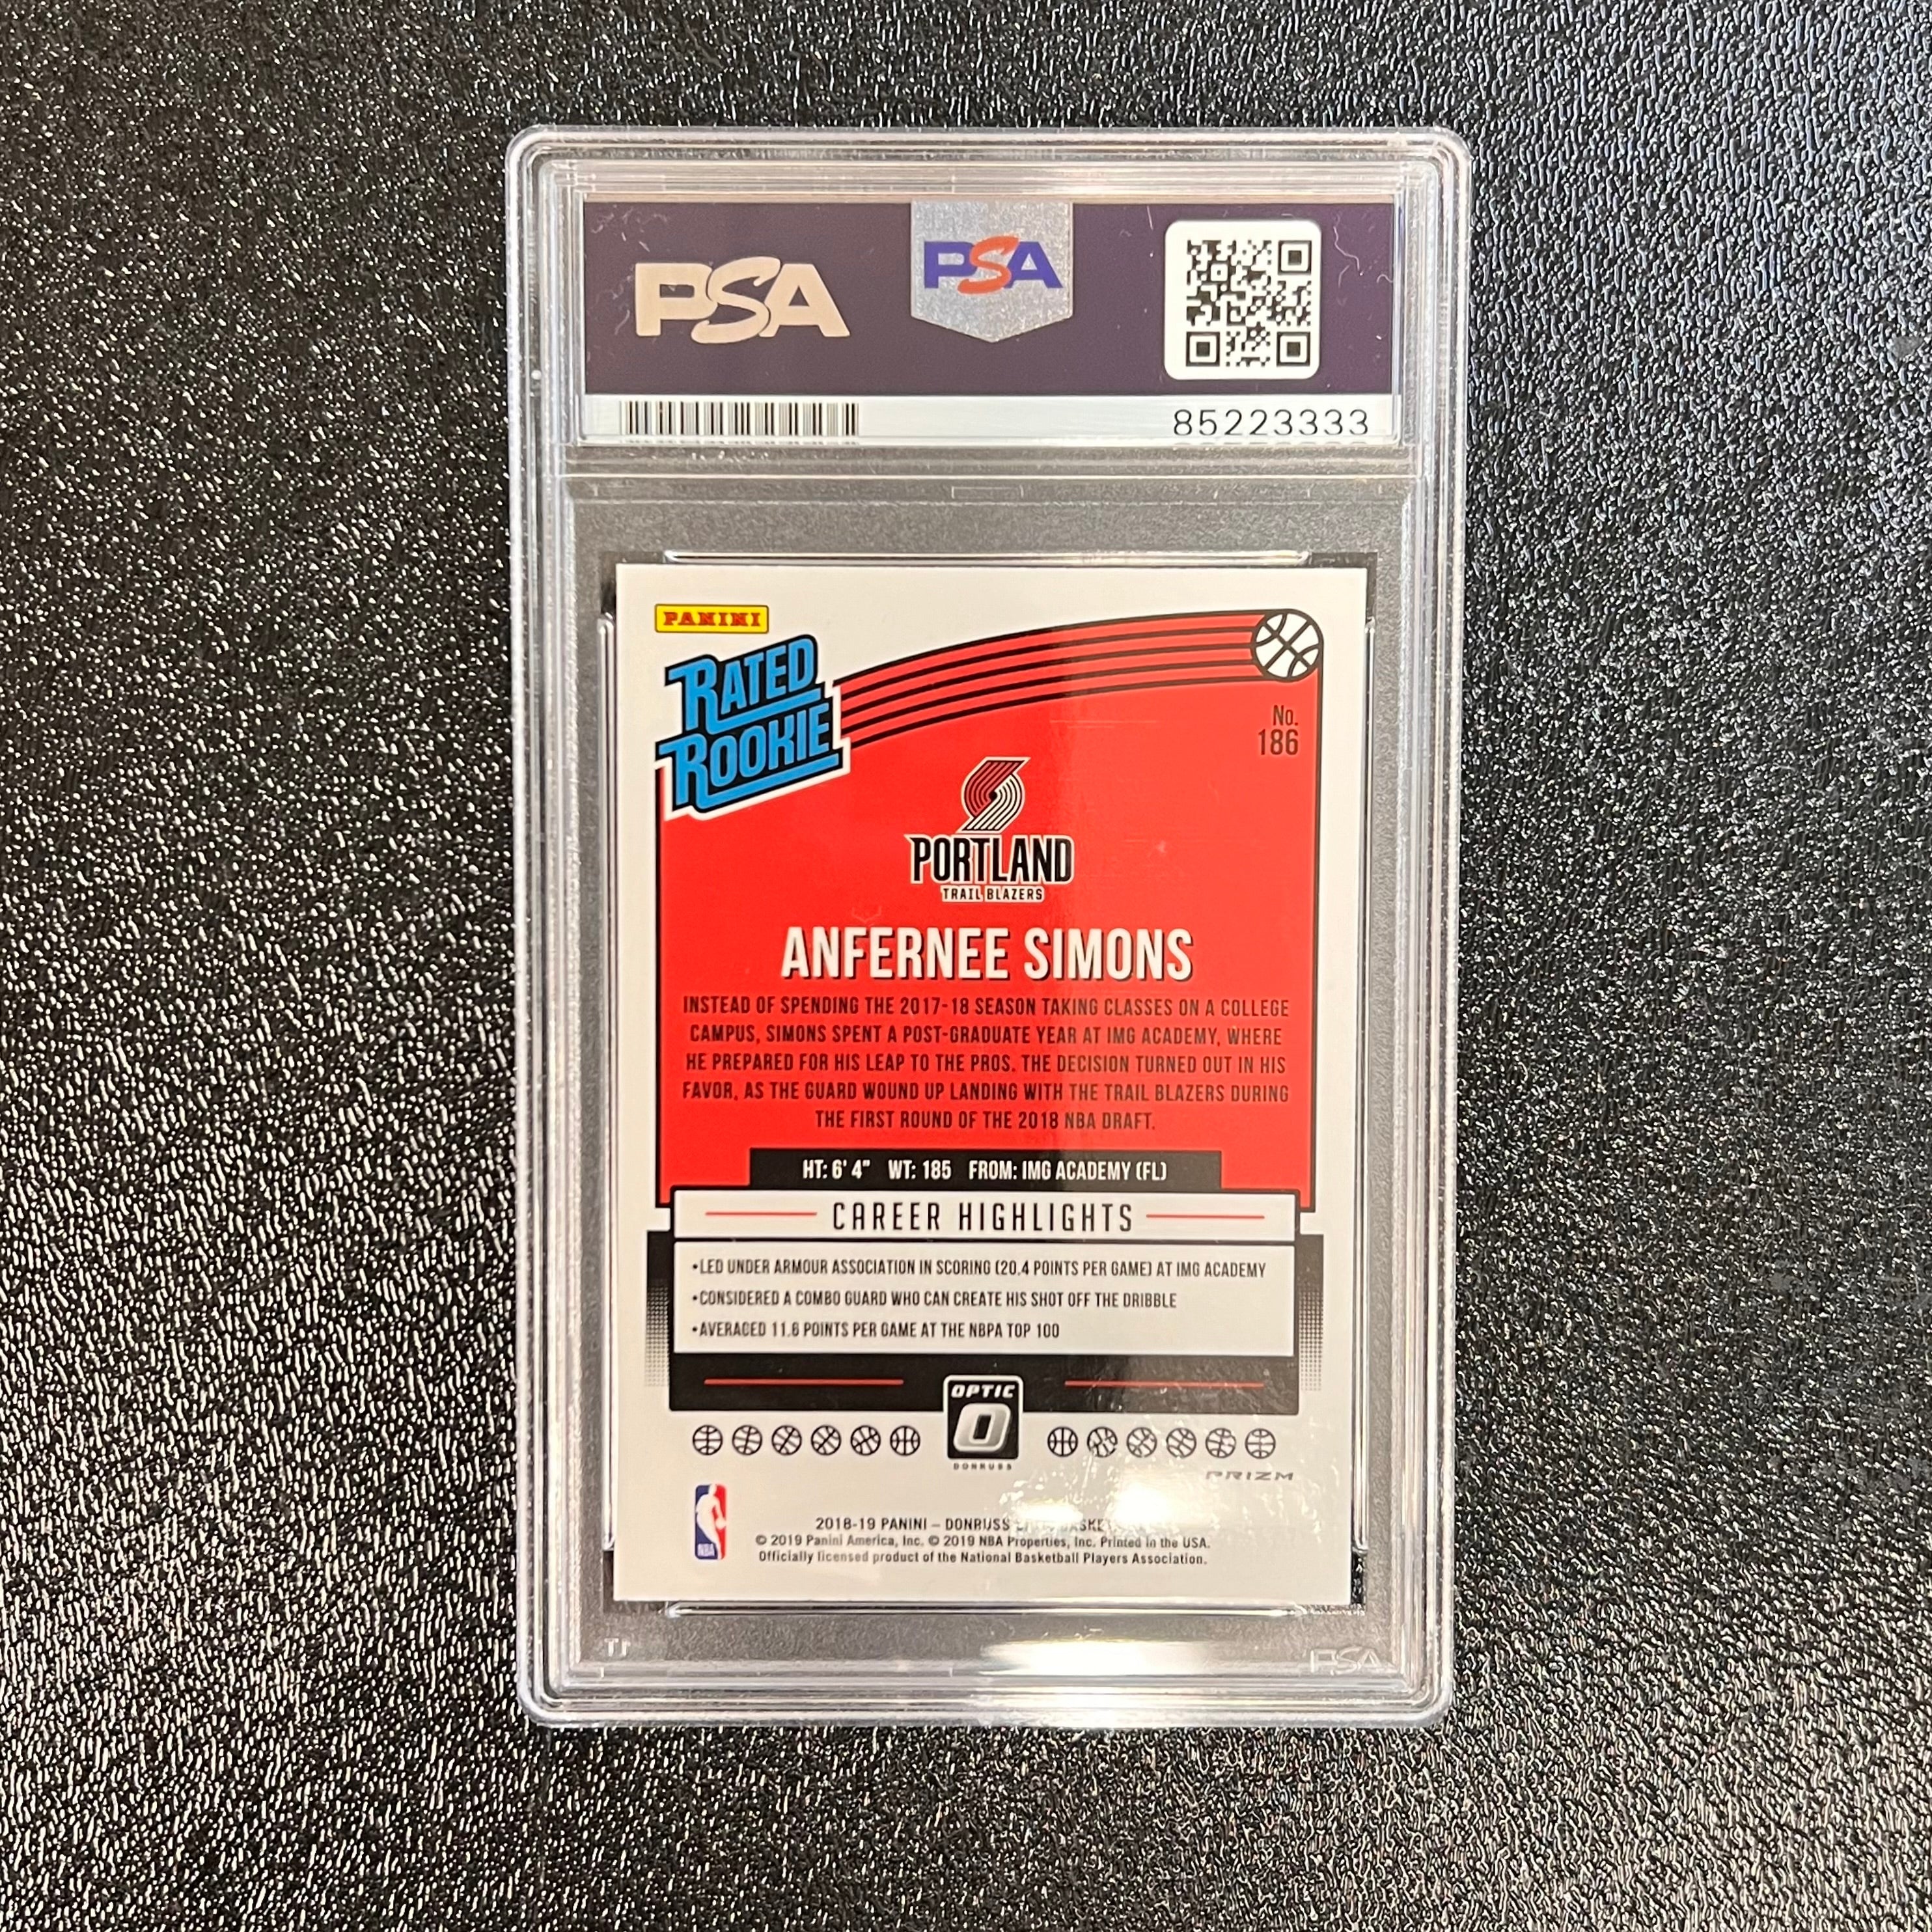 PSA
PSA
85223333
PANINI
RATED
ROOKIE
No.
186
PORTLAND
TRAIL BLAZERS
ANFERNEE SIMONS
INSTEAD OF SPENDING THE 2017-18 SEASON TAKING CLASSES ON A COLLEGE
CAMPUS, SIMONS SPENT A POST-GRADUATE YEAR AT IMG ACADEMY, WHERE
HE PREPARED FOR HIS LEAP TO THE PROS. THE DECISION TURNED OUT IN HIS
FAVOR, AS THE GUARD WOUND UP LANDING WITH THE TRAIL BLAZERS DURING
THE FIRST ROUND OF THE 2018 NBA DRAFT.
HT: 6' 4" WT: 185 FROM: IMG ACADEMY (FL)
CAREER HIGHLIGHTS
•LED UNDER ARMOUR ASSOCIATION IN SCORING (20.4 POINTS PER GAME) AT IMG ACADEMY
•CONSIDERED A COMBO GUARD WHO CAN CREATE HIS SHOT OFF THE DRIBBLE
•AVERAGED 11.6 POINTS PER GAME AT THE NBPA TOP 100
OPTIC
DONRUSS
PRIZM
NBA
2018-19 PANINI – DONRUSS
© 2019 Panini America, Inc. © 2019 NBA Properties, Inc. Printed in the USA.
Officially licensed product of the National Basketball Players Association.
PSA